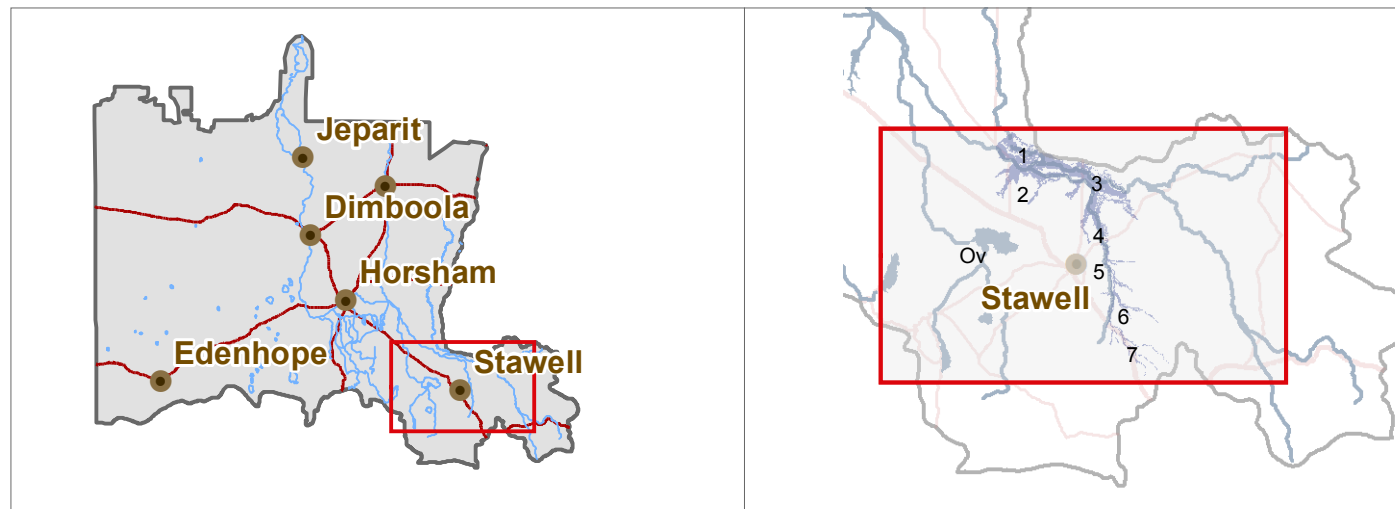 Jeparit
Dimboola
Horsham
Edenhope
Stawell
1
2
3
4
Ov
5
Stawell
6
7